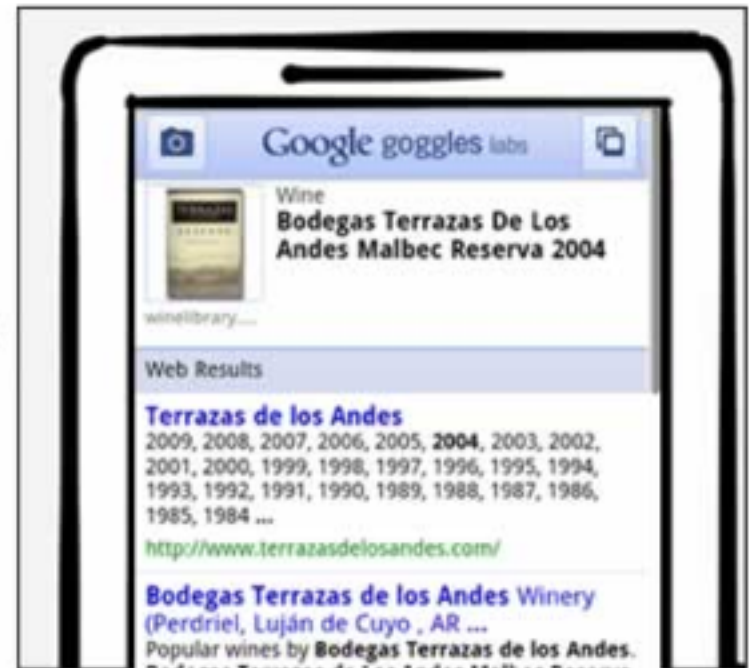 Google goggles labs
Wine
Bodegas Terrazas De Los
Andes Malbec Reserva 2004
winelibrary....
Web Results
Terrazas de los Andes
2009, 2008, 2007, 2006, 2005, 2004, 2003, 2002,
2001, 2000, 1999, 1998, 1997, 1996, 1995, 1994,
1993, 1992, 1991, 1990, 1989, 1988, 1987, 1986,
1985, 1984 ...
http://www.terrazasdelosandes.com/
Bodegas Terrazas de los Andes Winery
(Perdriel, Luján de Cuyo , AR ...
Popular wines by Bodegas Terrazas de los Andes.